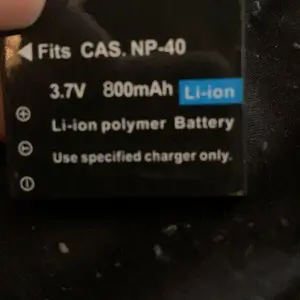 Fits CAS. NP-40
3.7V 800mAh Li-ion
Li-ion polymer Battery
Use specified charger only.